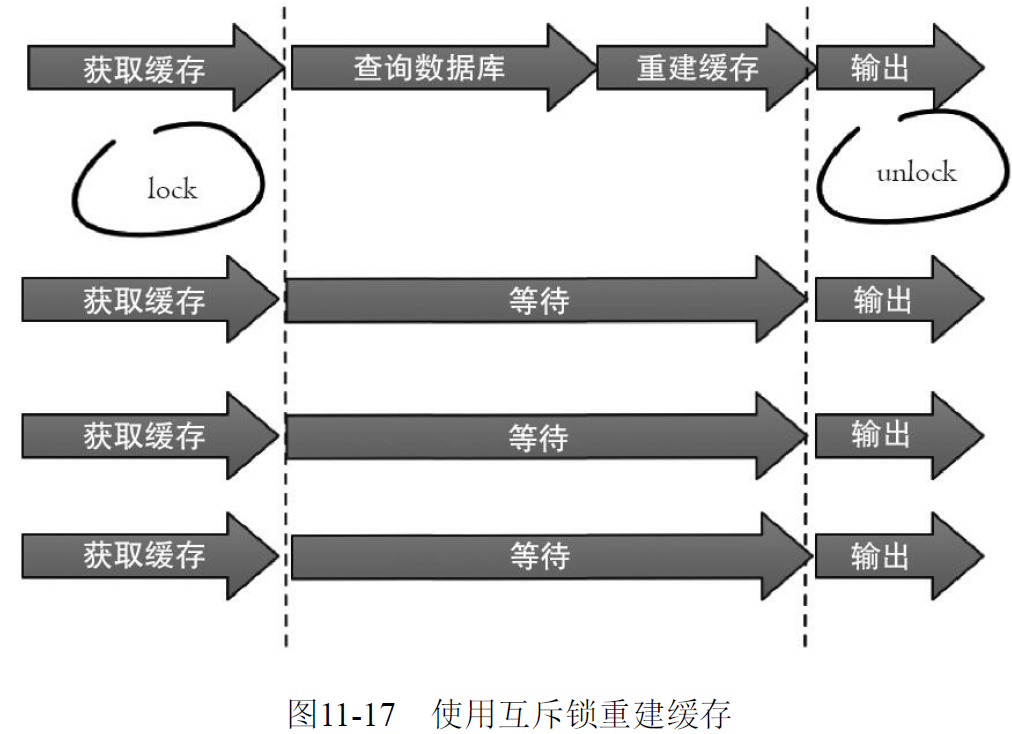 获取缓存 查询数据库 重建缓存 输出
lock unlock
获取缓存 等待 输出
获取缓存 等待 输出
获取缓存 等待 输出
图11-17 使用互斥锁重建缓存